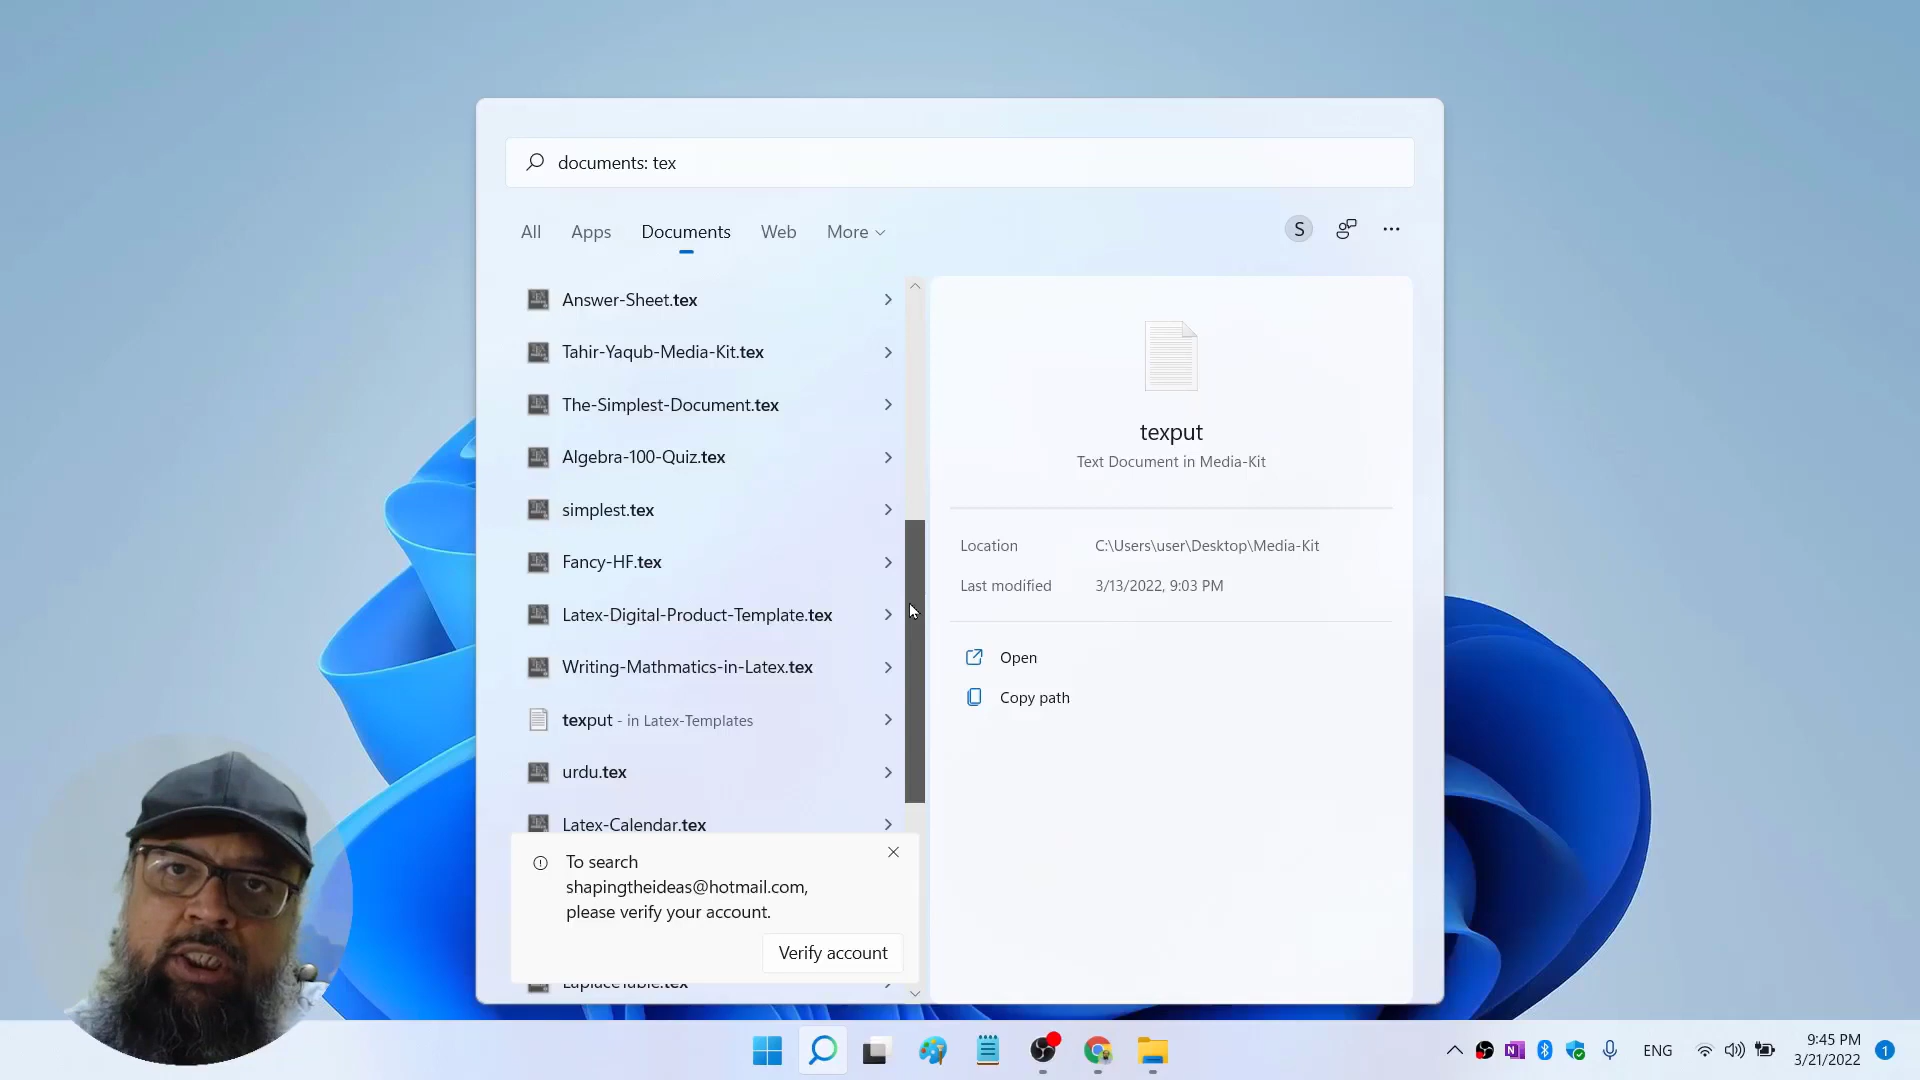 documents: tex
All Apps Documents Web More
S
Answer-Sheet.tex
Tahir-Yaqub-Media-Kit.tex
The-Simplest-Document.tex
Algebra-100-Quiz.tex
simplest.tex
Fancy-HF.tex
Latex-Digital-Product-Template.tex
Writing-Mathmatics-in-Latex.tex
texput - in Latex-Templates
urdu.tex
Latex-Calendar.tex
To search
shapingtheideas@hotmail.com,
please verify your account.
Verify account
LaplaceTable.tex
texput
Text Document in Media-Kit
Location C:\Users\user\Desktop\Media-Kit
Last modified 3/13/2022, 9:03 PM
Open
Copy path
ENG
9:45 PM
3/21/2022
1